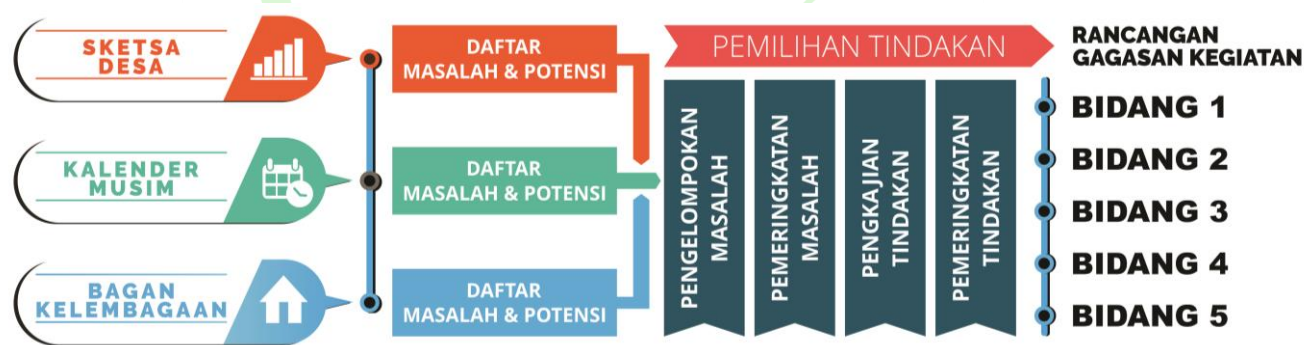 SKETSA
DESA
DAFTAR
MASALAH & POTENSI
KALENDER
MUSIM
DAFTAR
MASALAH & POTENSI
BAGAN
KELEMBAGAAN
DAFTAR
MASALAH & POTENSI
PEMILIHAN TINDAKAN
PENGELOMPOKAN
MASALAH
PEMERINGKATAN
MASALAH
PENGKAJIAN
TINDAKAN
PEMERINGKATAN
TINDAKAN
RANCANGAN
GAGASAN KEGIATAN
BIDANG 1
BIDANG 2
BIDANG 3
BIDANG 4
BIDANG 5